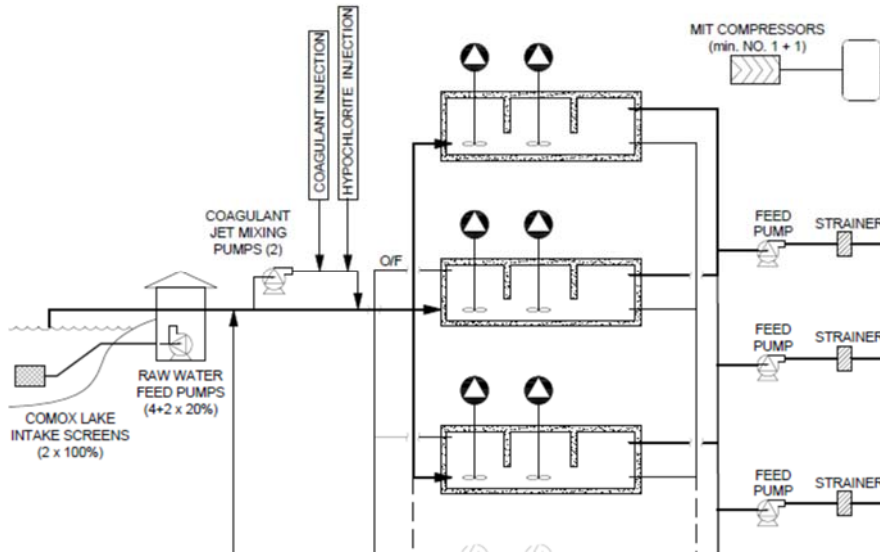 COAGULANT INJECTION
HYPOCHLORITE INJECTION
MIT COMPRESSORS
(min. NO. 1 + 1)
COAGULANT
JET MIXING
PUMPS (2)
O/F
FEED
PUMP
STRAINER
RAW WATER
FEED PUMPS
(4+2 x 20%)
COMOX LAKE
INTAKE SCREENS
(2 x 100%)
FEED
PUMP
STRAINER
FEED
PUMP
STRAINER